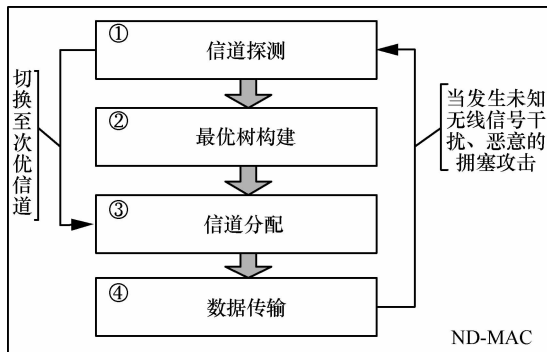 ①
信道探测
②
最优树构建
③
信道分配
④
数据传输
切换至次优信道
当发生未知
无线信号干
扰、恶意的
拥塞攻击
ND-MAC